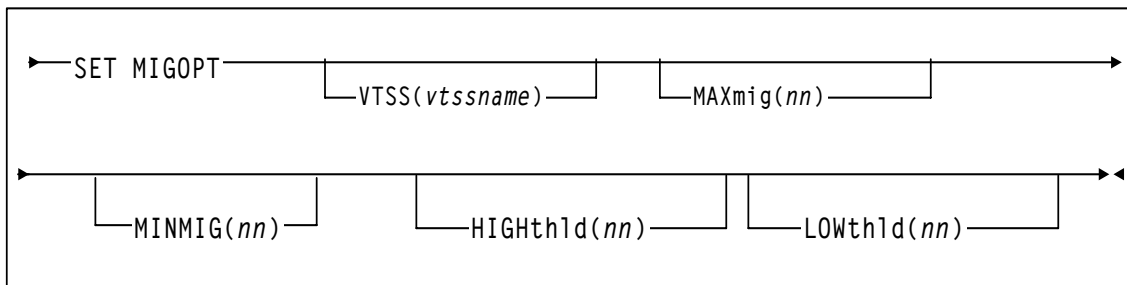 SET MIGOPT
VTSS(vtssname)
MAXmig(nn)
MINMIG(nn)
HIGHthld(nn)
LOWthld(nn)